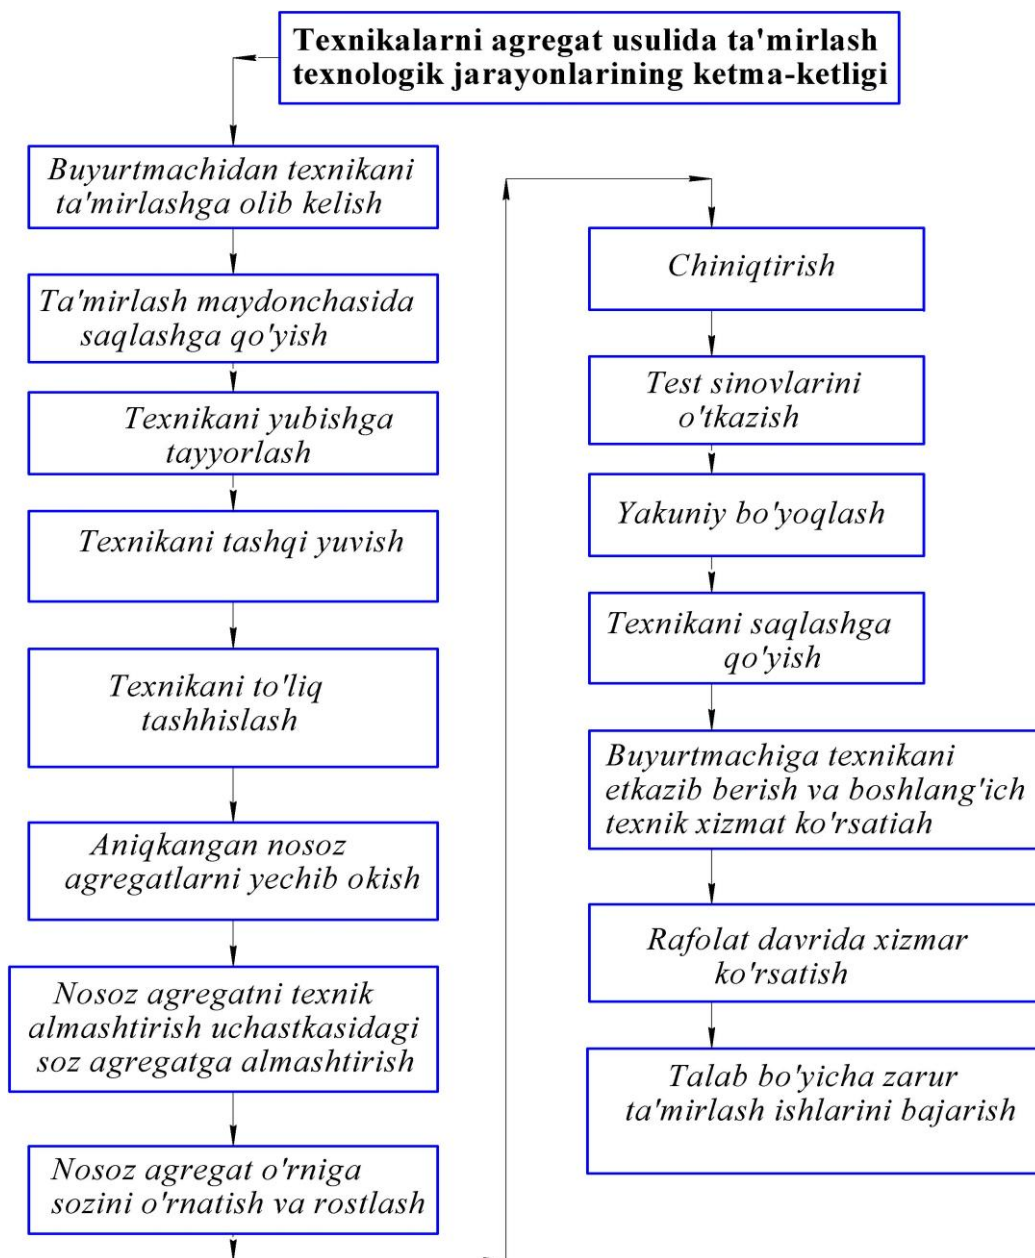 Texnikalarni agregat usulida ta'mirlash
texnologik jarayonlarining ketma-ketligi
Buyurtmachidan texnikani
ta'mirlashga olib kelish
Ta'mirlash maydonchasida
saqlashga qo'yish
Texnikani yubishga
tayyorlash
Texnikani tashqi yuvish
Texnikani to'liq
tashhislash
Aniqkangan nosoz
agregatlarni yechib okish
Nosoz agregatni texnik
almashtirish uchastkasidagi
soz agregatga almashtirish
Nosoz agregat o'rniga
sozini o'rnatish va rostlash
Chiniqtirish
Test sinovlarini
o'tkazish
Yakuniy bo'yoqlash
Texnikani saqlashga
qo'yish
Buyurtmachiga texnikani
etkazib berish va boshlang'ich
texnik xizmat ko'rsatiah
Rafolat davrida xizmar
ko'rsatish
Talab bo'yicha zarur
ta'mirlash ishlarini bajarish